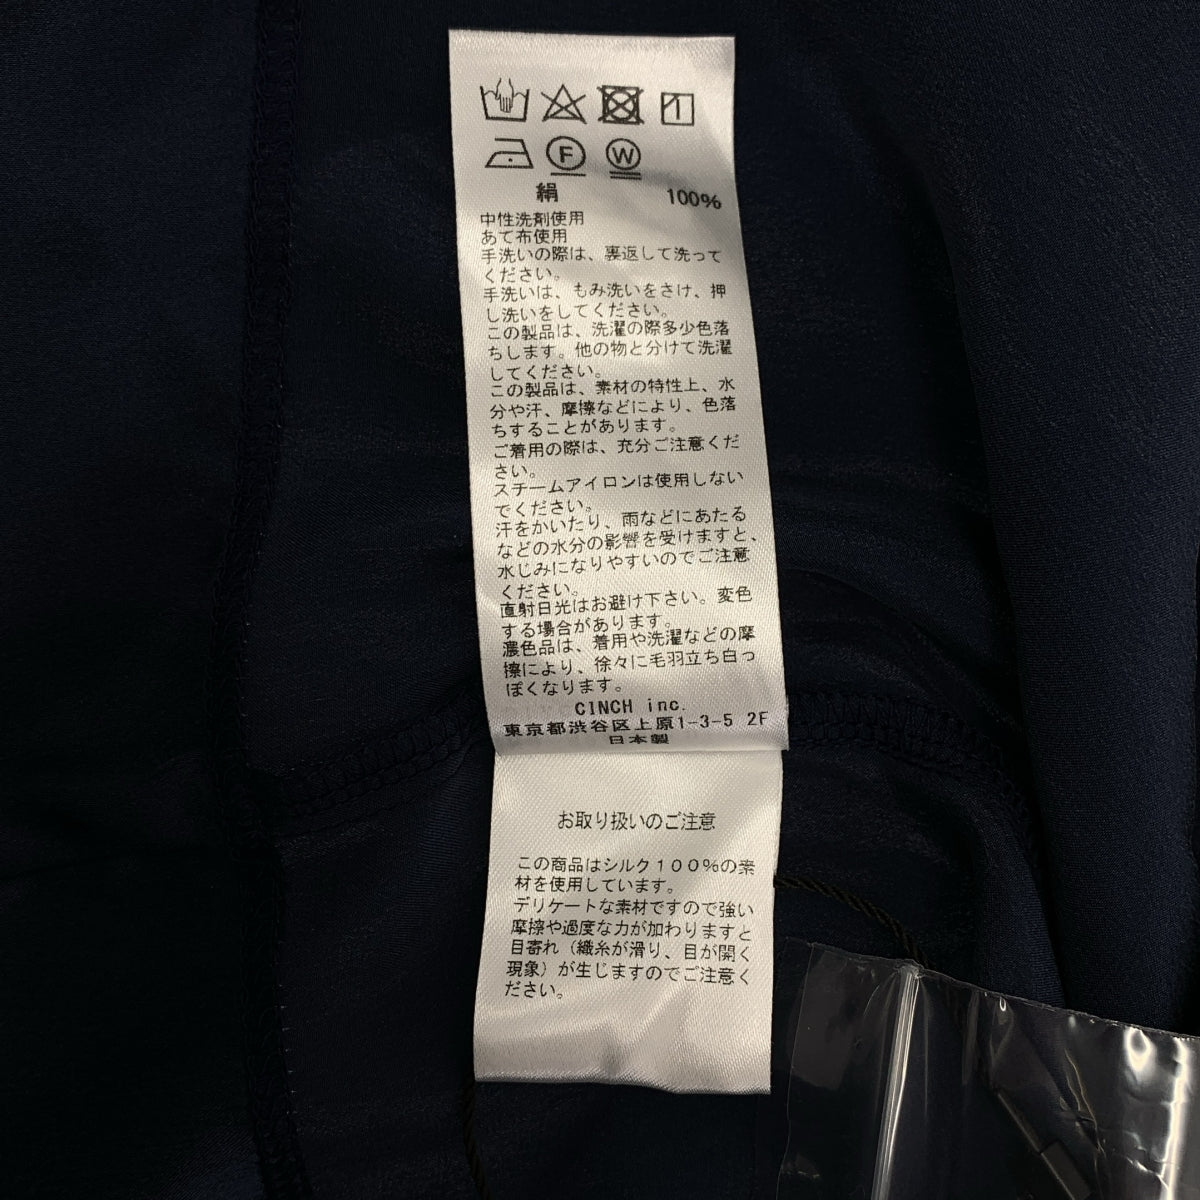 絹 100%
中性洗剤使用
あて布使用
手洗いの際は、裏返して洗って
ください。
手洗いは、もみ洗いをさけ、押
し洗いをしてください。
この製品は、洗濯の際多少色落
ちします。他の物と分けて洗濯
してください。
この製品は、素材の特性上、水
分や汗、摩擦などにより、色落
ちすることがあります。
ご着用の際は、充分ご注意くだ
さい。
スチームアイロンは使用しない
でください。
汗をかいたり、雨などにあたる
などの水分の影響を受けますと、
水じみになりやすいのでご注意
ください。
直射日光はお避け下さい。変色
する場合があります。
濃色品は、着用や洗濯などの摩
擦により、徐々に毛羽立ち白っ
ぽくなります。
CINCH inc.
東京都渋谷区上原1-3-5 2F
日本製
お取り扱いのご注意
この商品はシルク100%の素
材を使用しています。
デリケートな素材ですので強い
摩擦や過度な力が加わりますと
目寄れ（織糸が滑り、目が開く
現象）が生じますのでご注意く
ださい。